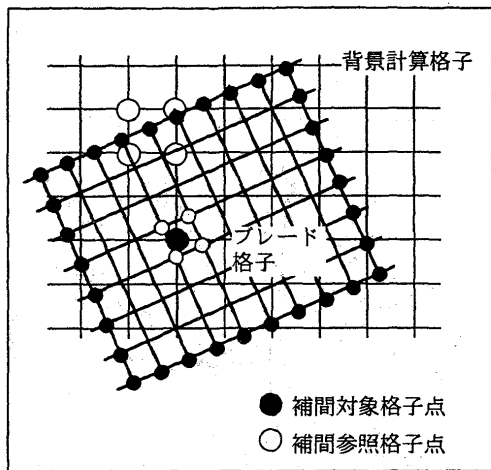 背景計算格子
ブレード
格子
補間対象格子点
補間参照格子点